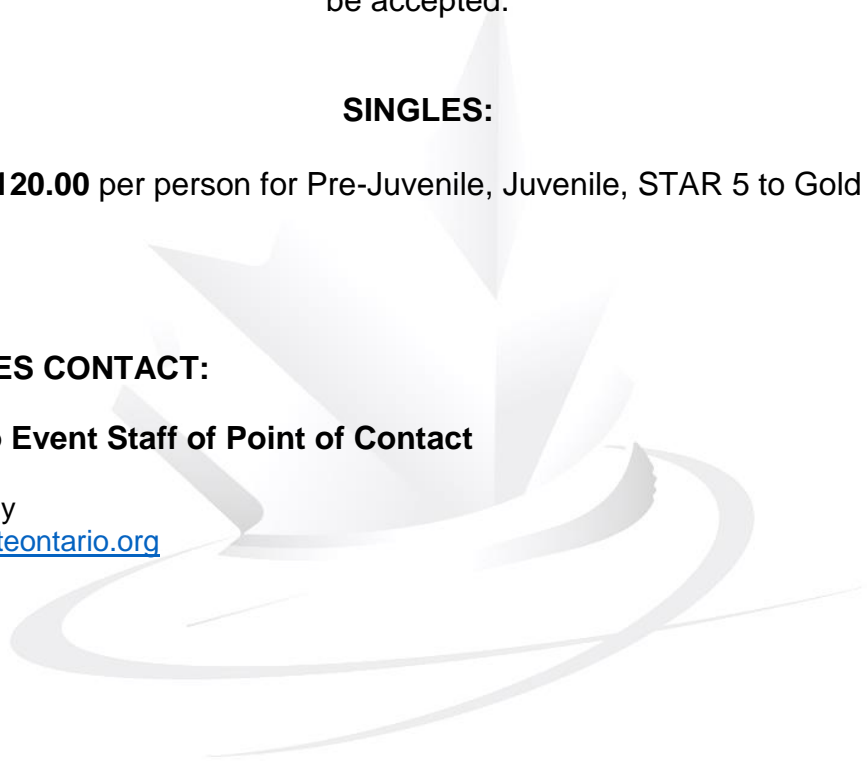 be accepted.
SINGLES:
120.00 per person for Pre-Juvenile, Juvenile, STAR 5 to Gold
ES CONTACT:
Event Staff of Point of Contact
y
teontario.org